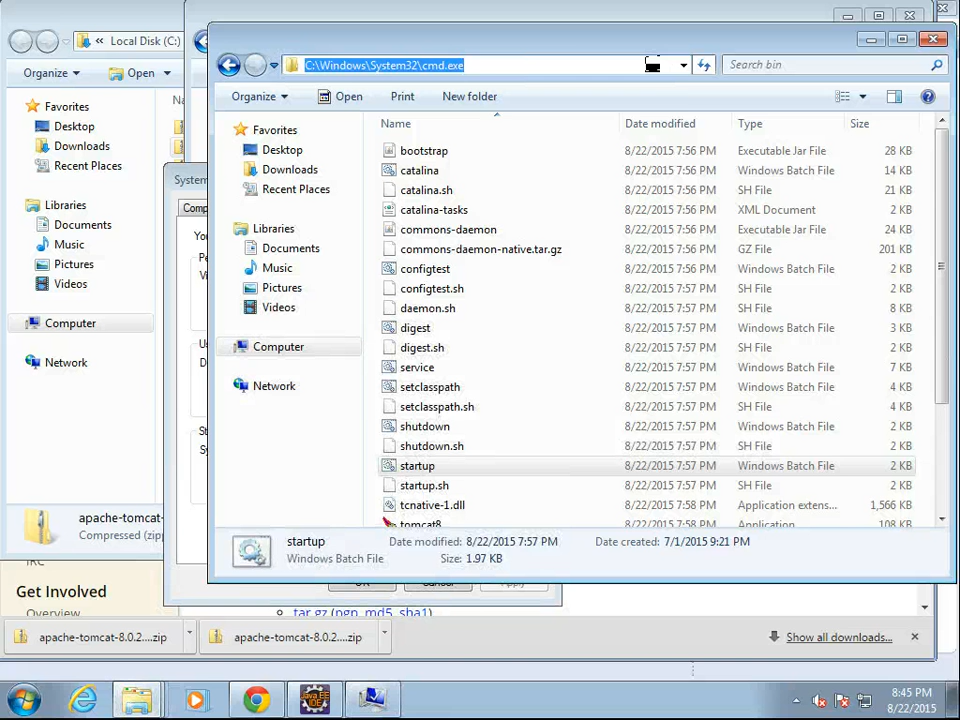 Local Disk (C:)
Organize
Open
Na
Favorites
Desktop
Downloads
Recent Places
Libraries
Documents
Music
Pictures
Videos
Computer
Network
apache-tomcat-
Compressed (zip
System
Comp
C:\Windows\System32\cmd.exe
Search bin
Organize
Open
Print
New folder
Favorites
Desktop
Downloads
Recent Places
Libraries
Documents
Music
Pictures
Videos
Computer
Network
Name Date modified Type Size
bootstrap 8/22/2015 7:56 PM Executable Jar File 28 KB
catalina 8/22/2015 7:56 PM Windows Batch File 14 KB
catalina.sh 8/22/2015 7:56 PM SH File 21 KB
catalina-tasks 8/22/2015 7:56 PM XML Document 2 KB
commons-daemon 8/22/2015 7:56 PM Executable Jar File 24 KB
commons-daemon-native.tar.gz 8/22/2015 7:56 PM GZ File 201 KB
configtest 8/22/2015 7:56 PM Windows Batch File 2 KB
configtest.sh 8/22/2015 7:56 PM SH File 2 KB
daemon.sh 8/22/2015 7:56 PM SH File 8 KB
digest 8/22/2015 7:56 PM Windows Batch File 3 KB
digest.sh 8/22/2015 7:57 PM SH File 2 KB
service 8/22/2015 7:57 PM Windows Batch File 7 KB
setclasspath 8/22/2015 7:57 PM Windows Batch File 4 KB
setclasspath.sh 8/22/2015 7:57 PM SH File 4 KB
shutdown 8/22/2015 7:57 PM Windows Batch File 2 KB
shutdown.sh 8/22/2015 7:57 PM SH File 2 KB
startup 8/22/2015 7:57 PM Windows Batch File 2 KB
startup.sh 8/22/2015 7:57 PM SH File 2 KB
tcnative-1.dll 8/22/2015 7:58 PM Application extens... 1,566 KB
tomcat8 8/22/2015 7:58 PM Application 108 KB
startup Date modified: 8/22/2015 7:57 PM Date created: 7/1/2015 9:21 PM
Windows Batch File Size: 1.97 KB
OK Cancel Apply
IRC
Get Involved
Overview
tar.gz (pgp, md5, sha1)
apache-tomcat-8.0.2....zip
apache-tomcat-8.0.2....zip
Show all downloads...
8:45 PM
8/22/2015